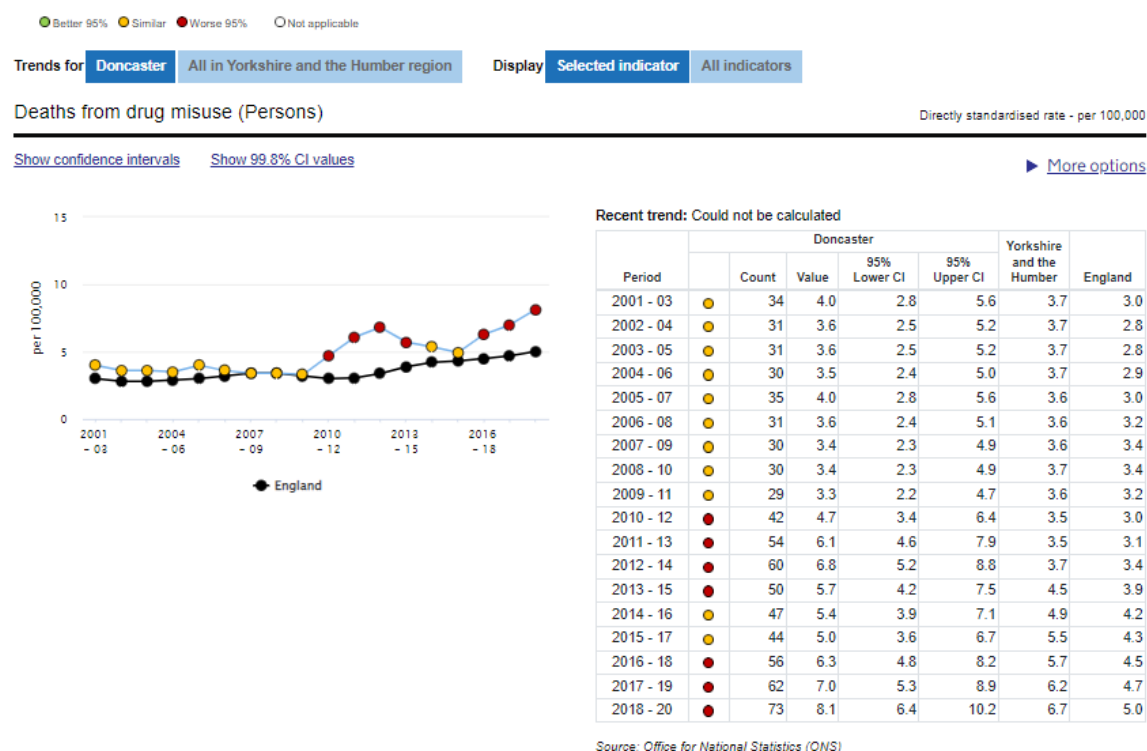 Better 95% Similar Worse 95% Not applicable
Trends for Doncaster All in Yorkshire and the Humber region Display Selected indicator All indicators
Deaths from drug misuse (Persons)
Directly standardised rate - per 100,000
Show confidence intervals Show 99.8% CI values
► More options
15
10
5
0
per 100,000
2001 - 03
2004 - 06
2007 - 09
2010 - 12
2013 - 15
2016 - 18
England
Recent trend: Could not be calculated
Doncaster
Period Count Value 95% Lower CI 95% Upper CI Yorkshire and the Humber England
2001 - 03 34 4.0 2.8 5.6 3.7 3.0
2002 - 04 31 3.6 2.5 5.2 3.7 2.8
2003 - 05 31 3.6 2.5 5.2 3.7 2.8
2004 - 06 30 3.5 2.4 5.0 3.7 2.9
2005 - 07 35 4.0 2.8 5.6 3.6 3.0
2006 - 08 31 3.6 2.4 5.1 3.6 3.2
2007 - 09 30 3.4 2.3 4.9 3.6 3.4
2008 - 10 30 3.4 2.3 4.9 3.7 3.4
2009 - 11 29 3.3 2.2 4.7 3.6 3.2
2010 - 12 42 4.7 3.4 6.4 3.5 3.0
2011 - 13 54 6.1 4.6 7.9 3.5 3.1
2012 - 14 60 6.8 5.2 8.8 3.7 3.4
2013 - 15 50 5.7 4.2 7.5 4.5 3.9
2014 - 16 47 5.4 3.9 7.1 4.9 4.2
2015 - 17 44 5.0 3.6 6.7 5.5 4.3
2016 - 18 56 6.3 4.8 8.2 5.7 4.5
2017 - 19 62 7.0 5.3 8.9 6.2 4.7
2018 - 20 73 8.1 6.4 10.2 6.7 5.0
Source: Office for National Statistics (ONS)